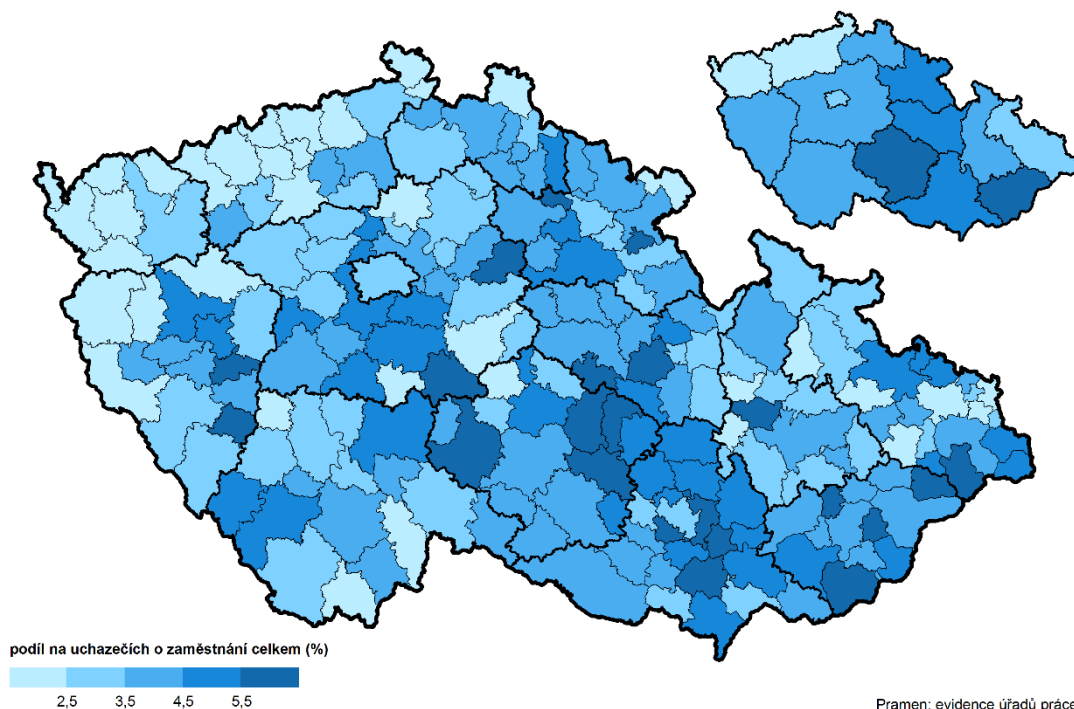 podíl na uchazečích o zaměstnání celkem (%)
2,5 3,5 4,5 5,5
Pramen: evidence úřadů práce